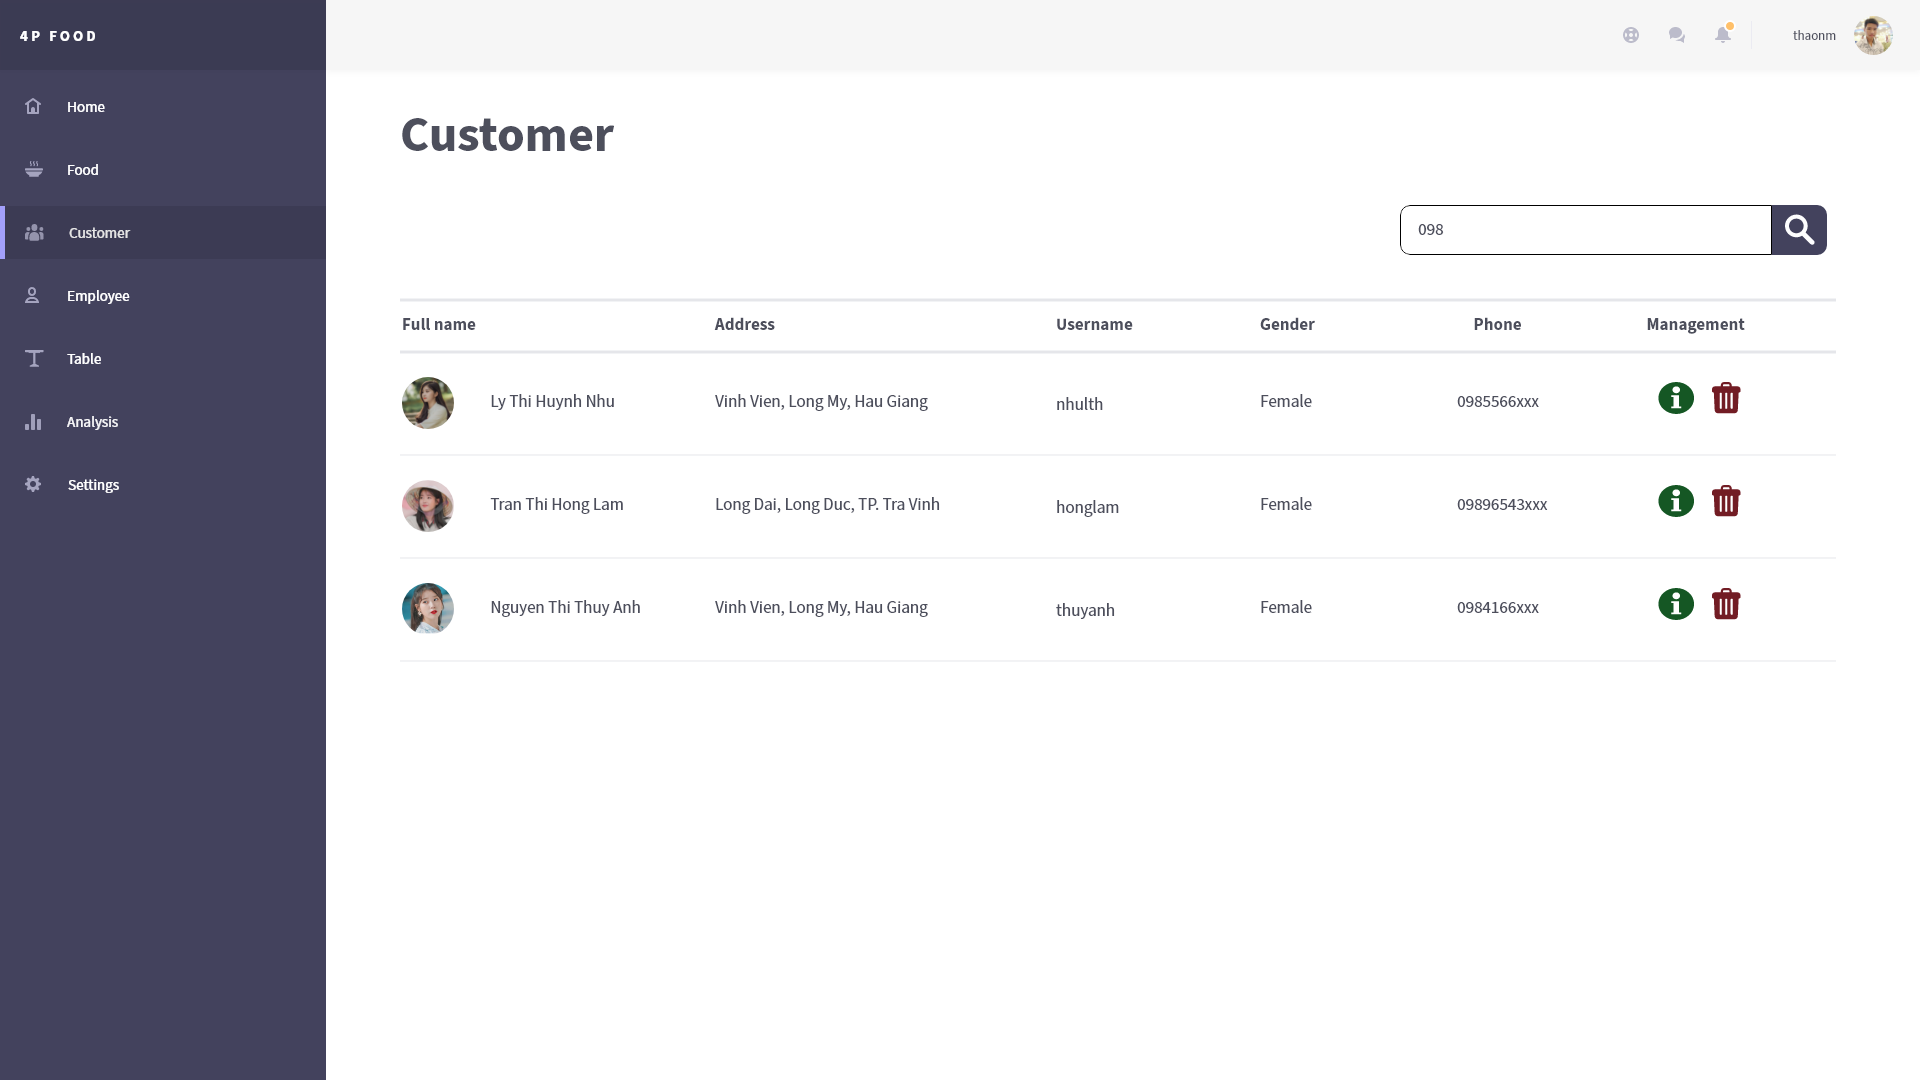 4P FOOD
thaonm
Home
Food
Customer
Employee
Table
Analysis
Settings
Customer
098
Full name Address Username Gender Phone Management
Ly Thi Huynh Nhu Vinh Vien, Long My, Hau Giang nhulth Female 0985566xxx
Tran Thi Hong Lam Long Dai, Long Duc, TP. Tra Vinh honglam Female 09896543xxx
Nguyen Thi Thuy Anh Vinh Vien, Long My, Hau Giang thuyanh Female 0984166xxx